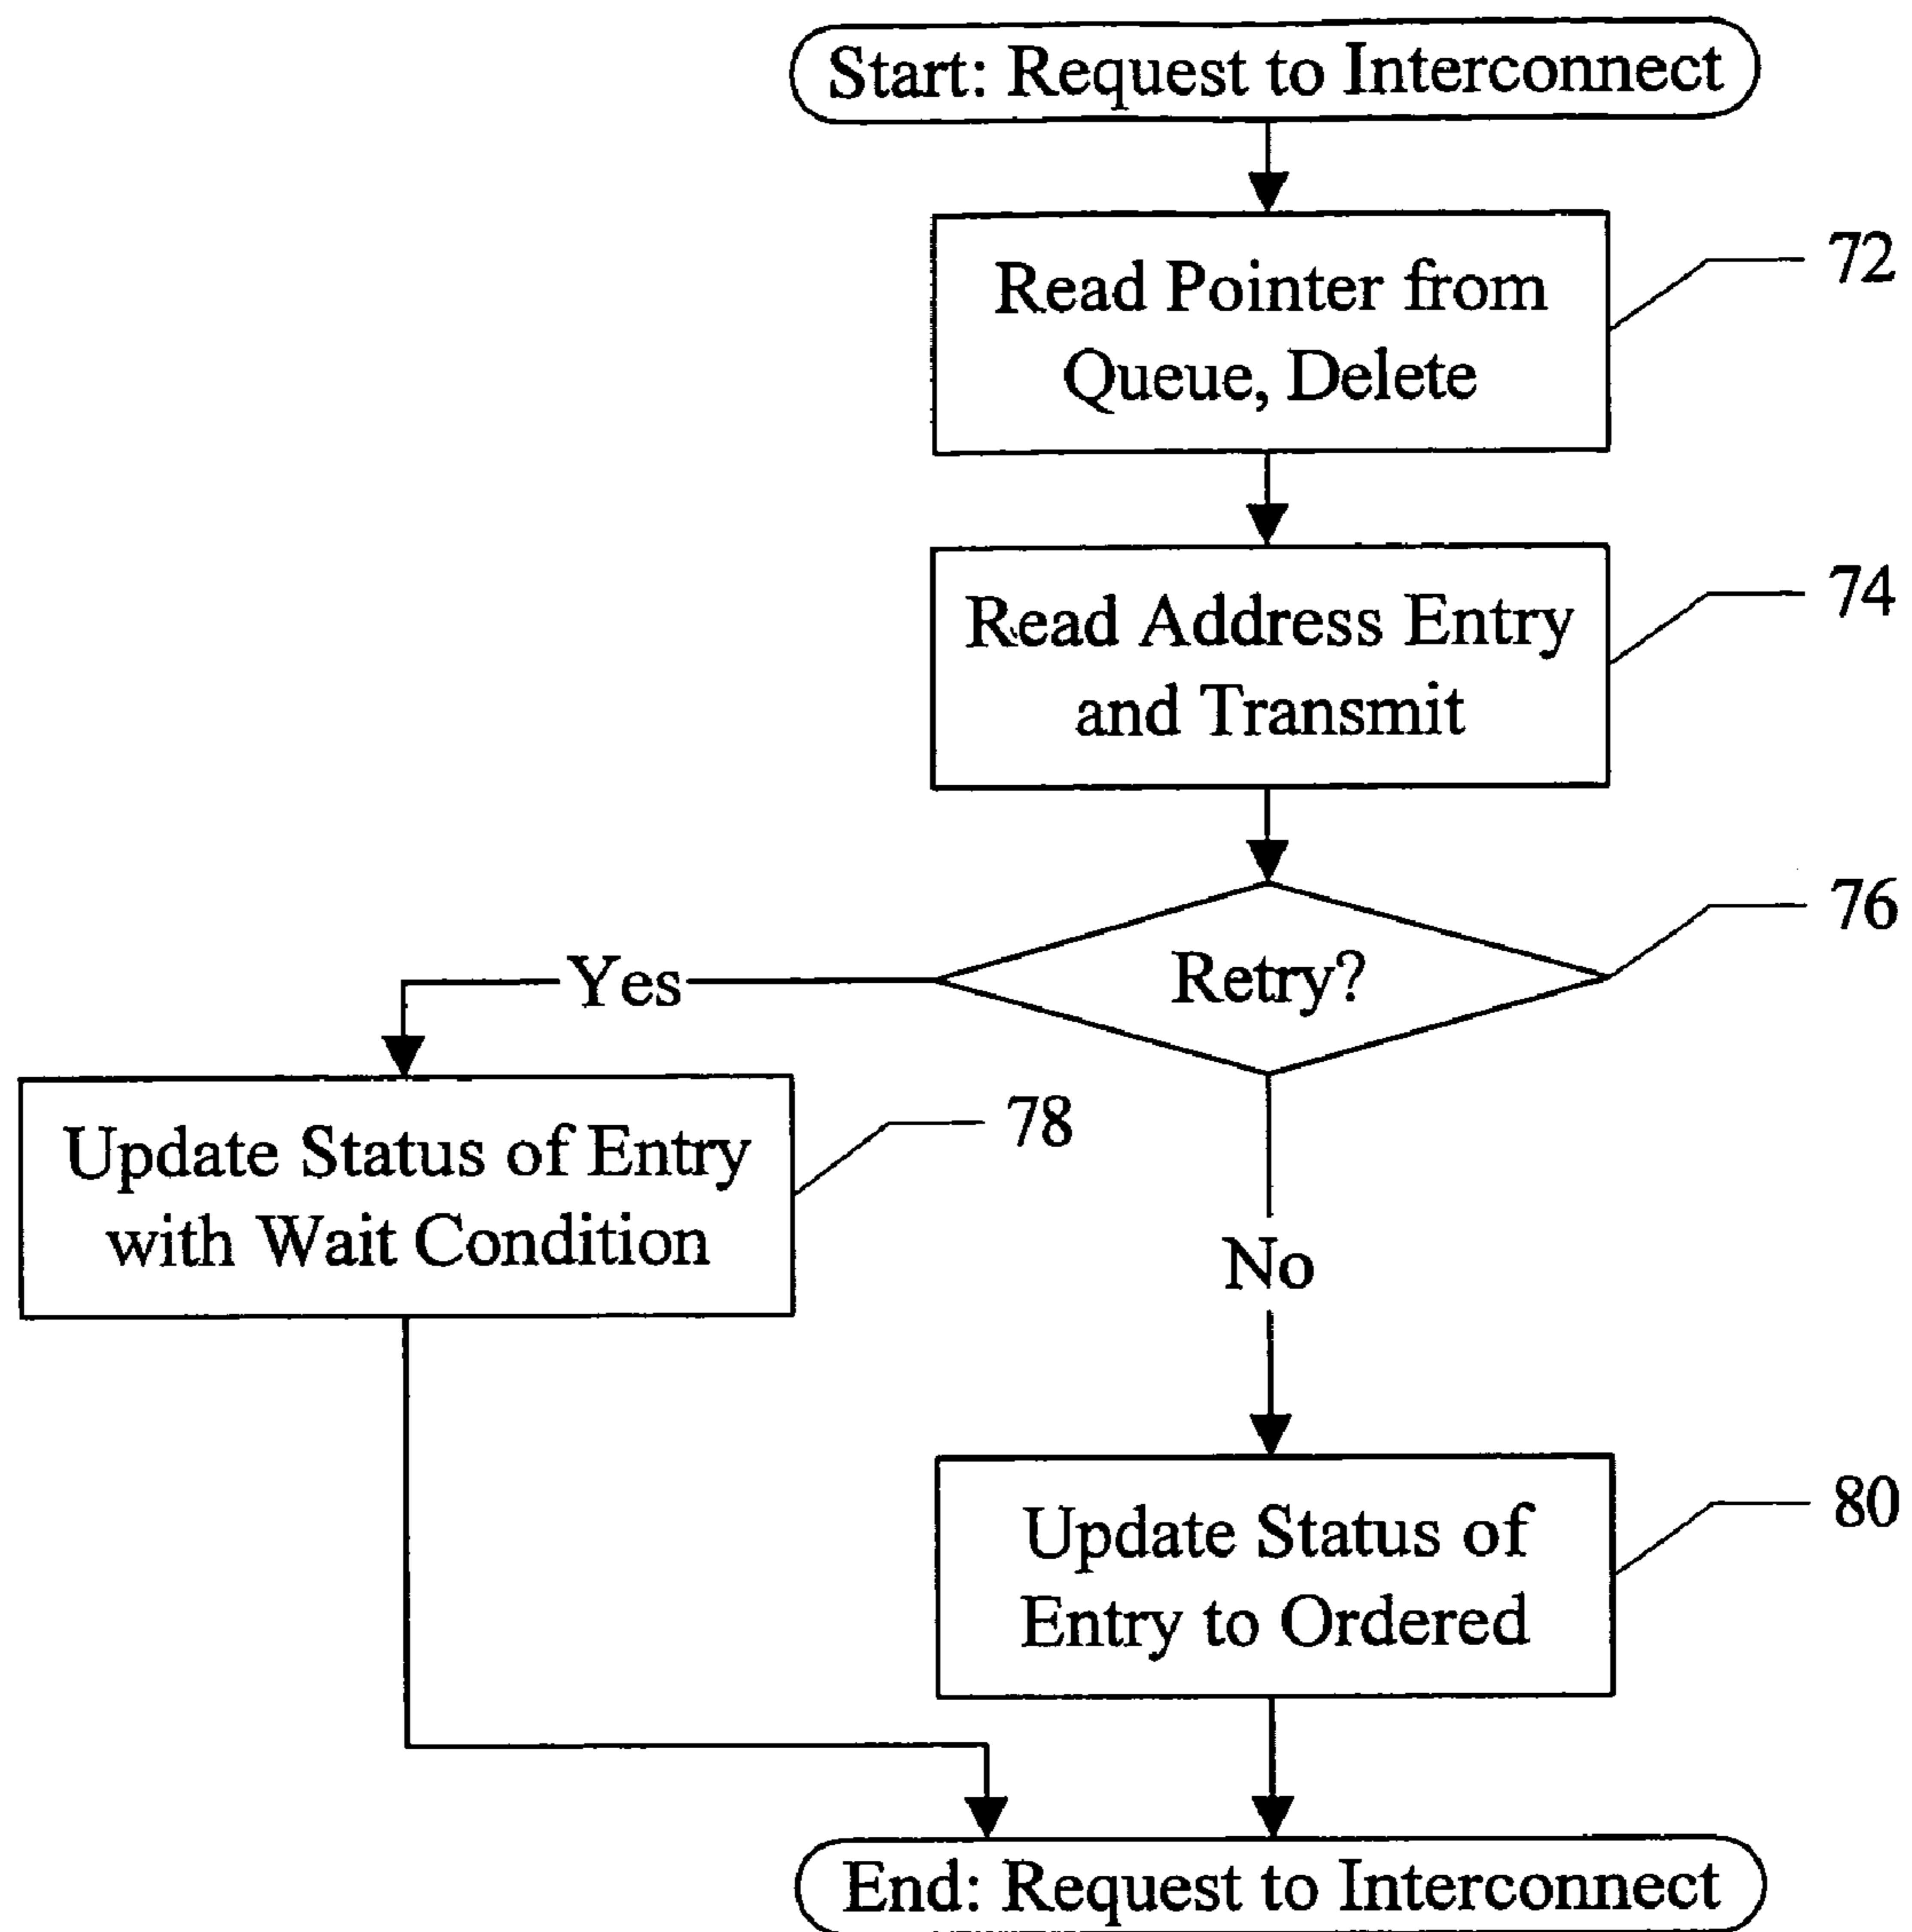 Start: Request to Interconnect
Read Pointer from
Queue, Delete
72
Read Address Entry
and Transmit
74
Retry?
76
Yes
Update Status of Entry
with Wait Condition
78
No
Update Status of
Entry to Ordered
80
End: Request to Interconnect